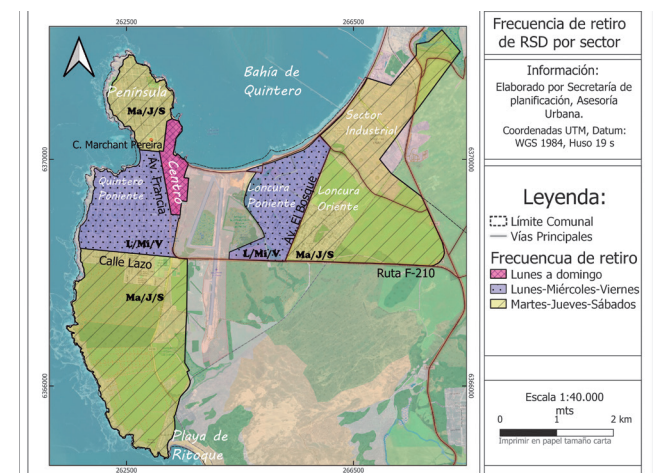 262500
266500
Frecuencia de retiro
de RSD por sector
Información:
Elaborado por Secretaría de
planificación, Asesoría
Urbana.
Coordenadas UTM, Datum:
WGS 1984, Huso 19 s
Bahía de
Quintero
Península
Ma/J/S
Sector
Industrial
C. Marchant Pereira
6370000
6370000
Centro
Av. Francia
Quintero
Poniente
Loncura
Poniente
Av. El Bosque
Loncura
Oriente
L/Mi/V
L/Mi/V
Ma/J/S
Calle Lazo
Ruta F-210
Ma/J/S
Leyenda:
Límite Comunal
Vías Principales
Frecuecua de retiro
Lunes a domingo
Lunes-Miércoles-Viernes
Martes-Jueves-Sábados
6366000
6366000
Escala 1:40.000
mts
0 1 2 km
Imprimir en papel tamaño carta
Playa de
Ritoque
262500
266500